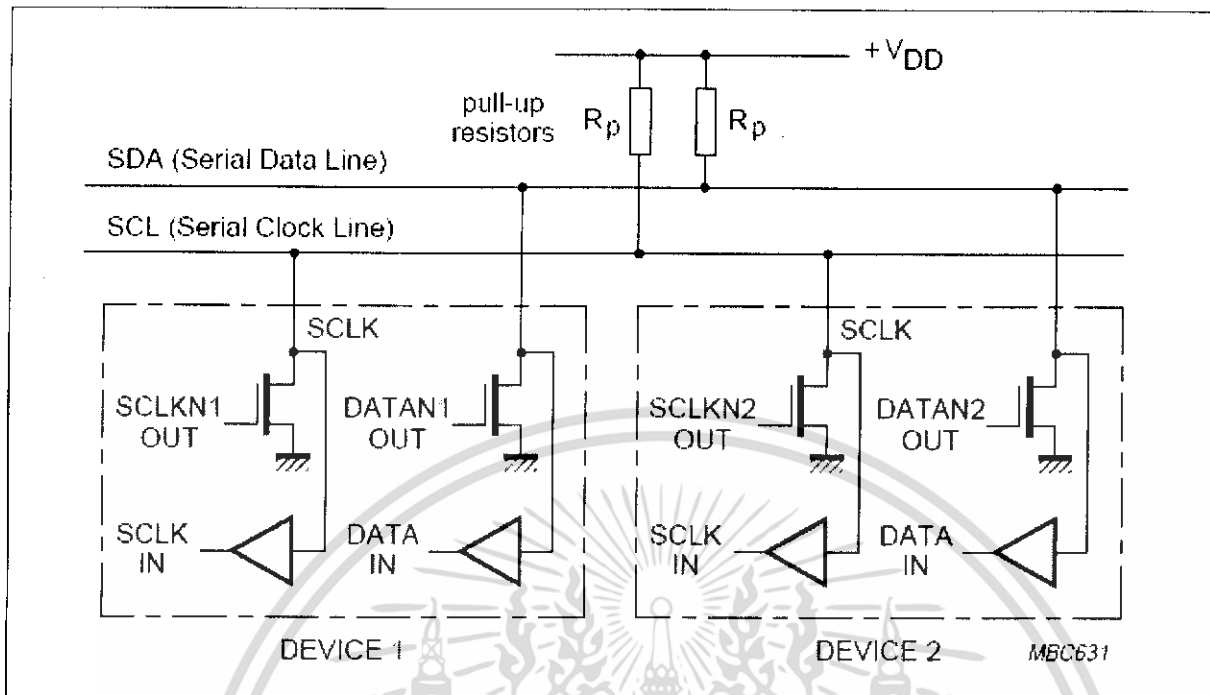 +VDD
pull-up
resistors
Rp
Rp
SDA (Serial Data Line)
SCL (Serial Clock Line)
SCLK
SCLK
SCLKN1
OUT
DATAN1
OUT
SCLKN2
OUT
DATAN2
OUT
SCLK
IN
DATA
IN
SCLK
IN
DATA
IN
DEVICE 1
DEVICE 2
MBC631